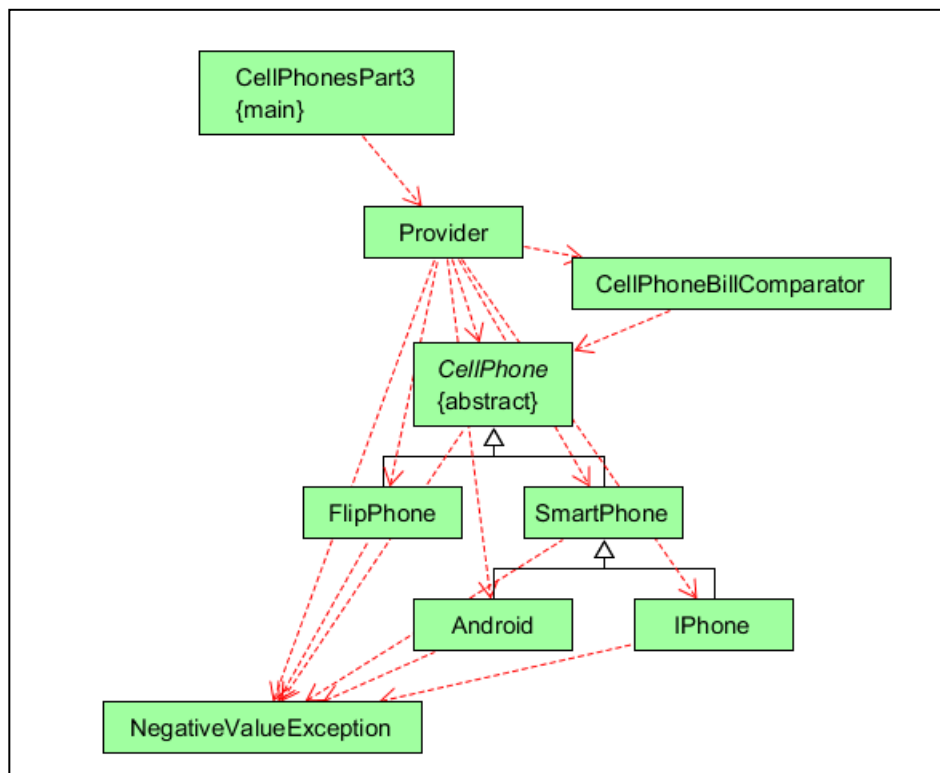 CellPhonesPart3
{main}
Provider
CellPhoneBillComparator
CellPhone
{abstract}
FlipPhone
SmartPhone
Android
IPhone
NegativeValueException